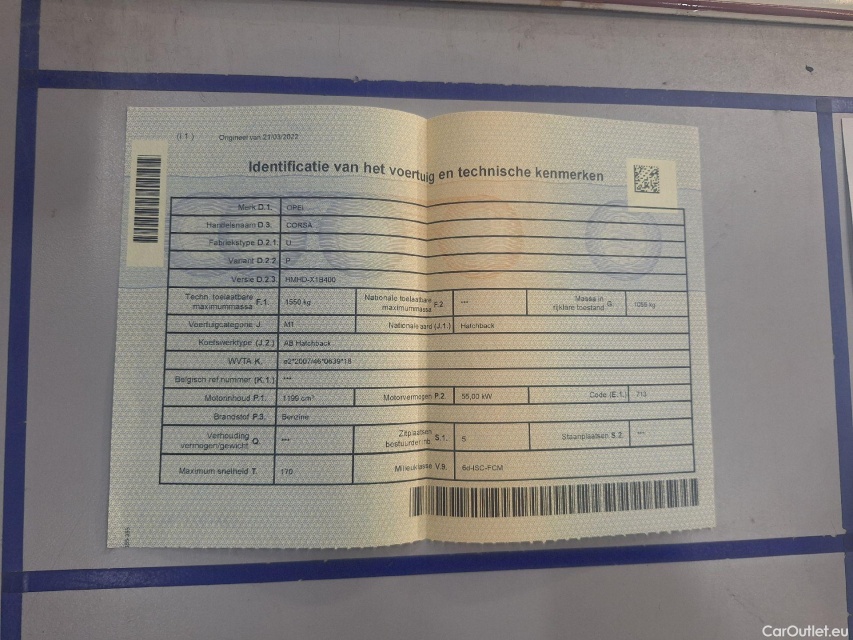 (I.1.) Origineel van 21/03/2022
Identificatie van het voertuig en technische kenmerken
Merk D.1. OPEL
Handelsnaam D.3. CORSA
Fabriekstype D.2.1. U
Variant D.2.2. P
Versie D.2.3. HMHD-X1B400
Techn. toelaatbare maximummassa F.1. 1550 kg Nationale toelaatbare maximummassa F.2. *** Massa in rijklare toestand G. 1055 kg
Voertuigcategorie J. M1 Nationale aard (J.1.) Hatchback
Koetswerktype (J.2.) AB Hatchback
WVTA K. e2*2007/46*0639*18
Belgisch ref.nummer (K.1.) ***
Motorinhoud P.1. 1199 cm³ Motorvermogen P.2. 55,00 kW Code (E.1.) 713
Brandstof P.3. Benzine
Verhouding vermogen/gewicht Q. *** Zitplaatsen bestuurder inb. S.1. 5 Staanplaatsen S.2. ***
Maximum snelheid T. 170 Milieuklasse V.9. 6d-ISC-FCM
CarOutlet.eu